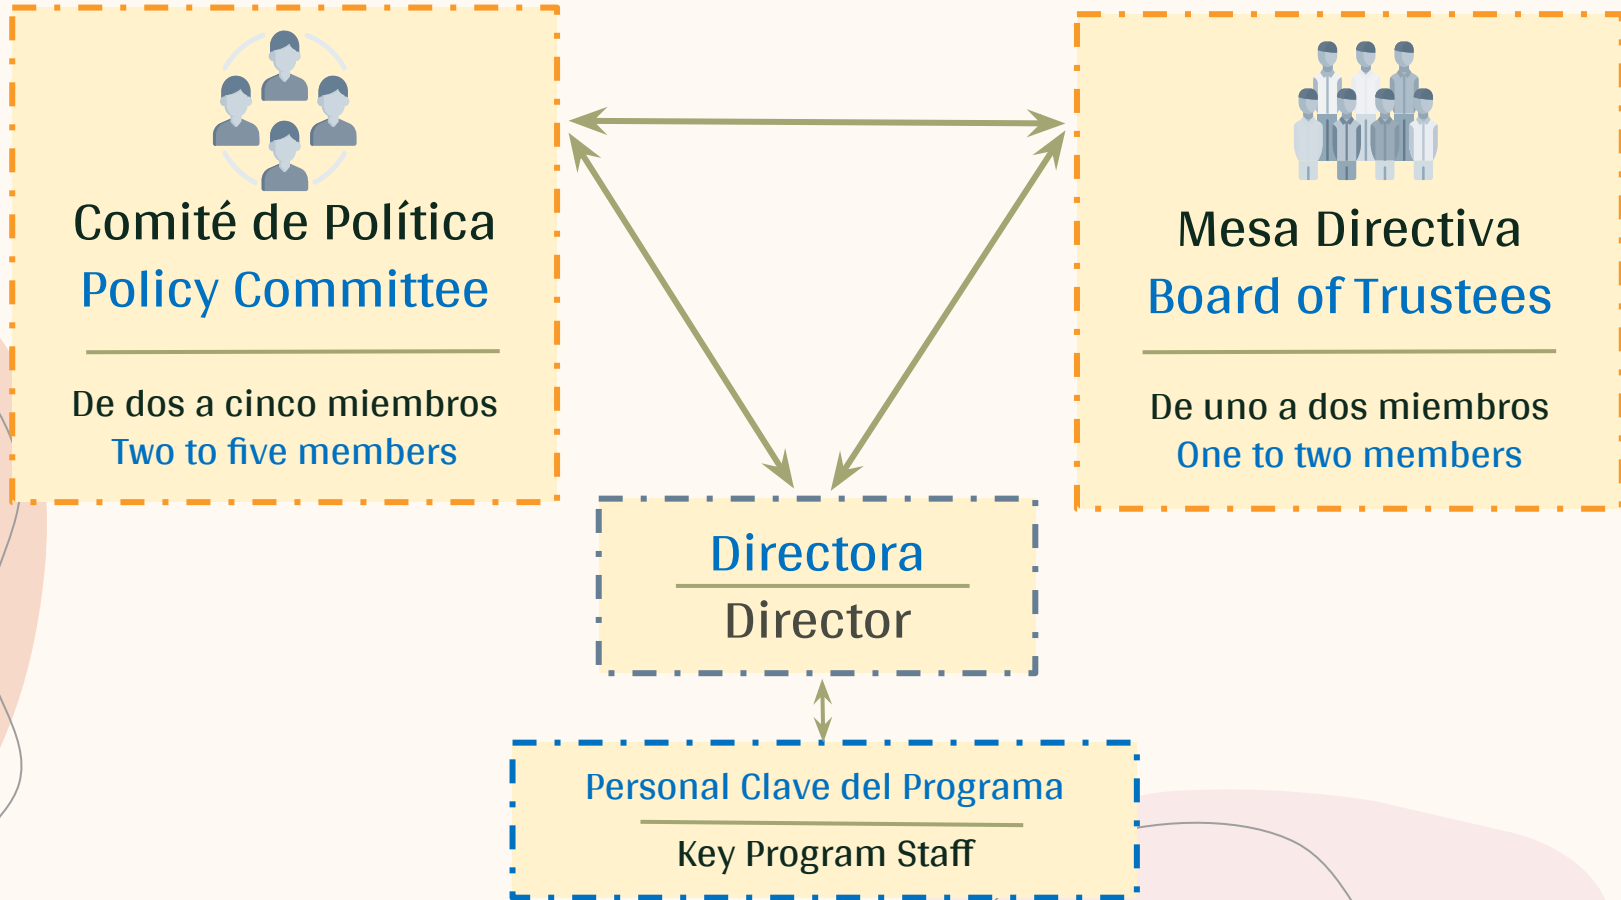 Comité de Política
Policy Committee
De dos a cinco miembros
Two to five members
Mesa Directiva
Board of Trustees
De uno a dos miembros
One to two members
Directora
Director
Personal Clave del Programa
Key Program Staff